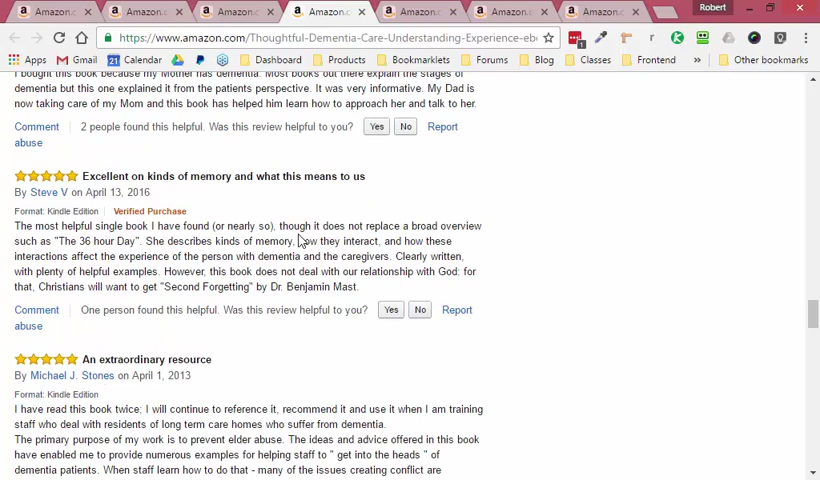 Amazon.c
Amazon.c
Amazon.c
Amazon.c
Amazon.c
Amazon.c
Amazon.c
Robert
https://www.amazon.com/Thoughtful-Dementia-Care-Understanding-Experience-eb
Apps Gmail Calendar Dashboard Products Bookmarklets Forums Blog Classes Frontend » Other bookmarks
I bought this book because my Mother has dementia. Most books out there explain the stages of
dementia but this one explained it from the patients perspective. It was very informative. My Dad is
now taking care of my Mom and this book has helped him learn how to approach her and talk to her.
Comment | 2 people found this helpful. Was this review helpful to you? Yes No Report
abuse
Excellent on kinds of memory and what this means to us
By Steve V on April 13, 2016
Format: Kindle Edition | Verified Purchase
The most helpful single book I have found (or nearly so), though it does not replace a broad overview
such as "The 36 hour Day". She describes kinds of memory, how they interact, and how these
interactions affect the experience of the person with dementia and the caregivers. Clearly written,
with plenty of helpful examples. However, this book does not deal with our relationship with God: for
that, Christians will want to get "Second Forgetting" by Dr. Benjamin Mast.
Comment | One person found this helpful. Was this review helpful to you? Yes No Report
abuse
An extraordinary resource
By Michael J. Stones on April 1, 2013
Format: Kindle Edition
I have read this book twice; I will continue to reference it, recommend it and use it when I am training
staff who deal with residents of long term care homes who suffer from dementia.
The primary purpose of my work is to prevent elder abuse. The ideas and advice offered in this book
have enabled me to provide numerous examples for helping staff to " get into the heads " of
dementia patients. When staff learn how to do that - many of the issues creating conflict are